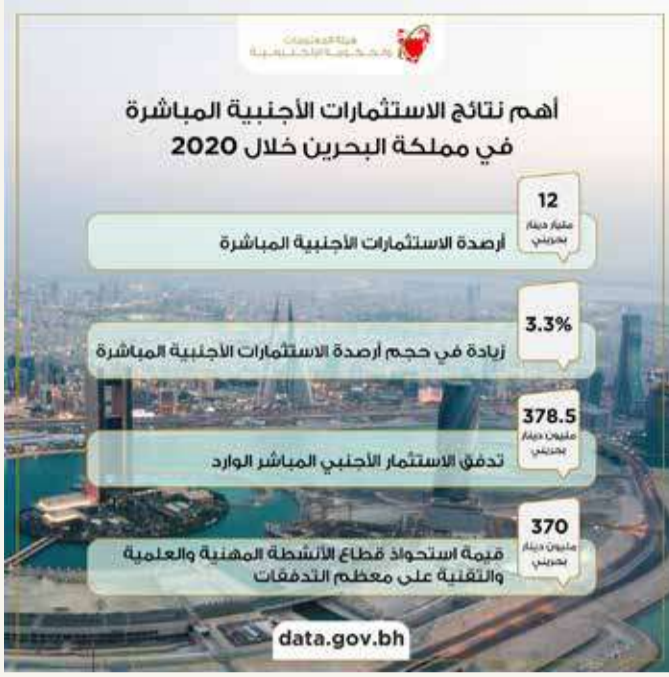 هيئة المعلومات
والحكومة الإلكترونية
أهم نتائج الاستثمارات الأجنبية المباشرة
في مملكة البحرين خلال 2020
12
مليار دينار
بحريني
أرصدة الاستثمارات الأجنبية المباشرة
3.3%
زيادة في حجم أرصدة الاستثمارات الأجنبية المباشرة
378.5
مليون دينار
بحريني
تدفق الاستثمار الأجنبي المباشر الوارد
370
مليون دينار
بحريني
قيمة استحواذ قطاع الأنشطة المهنية والعلمية
والتقنية على معظم التدفقات
data.gov.bh